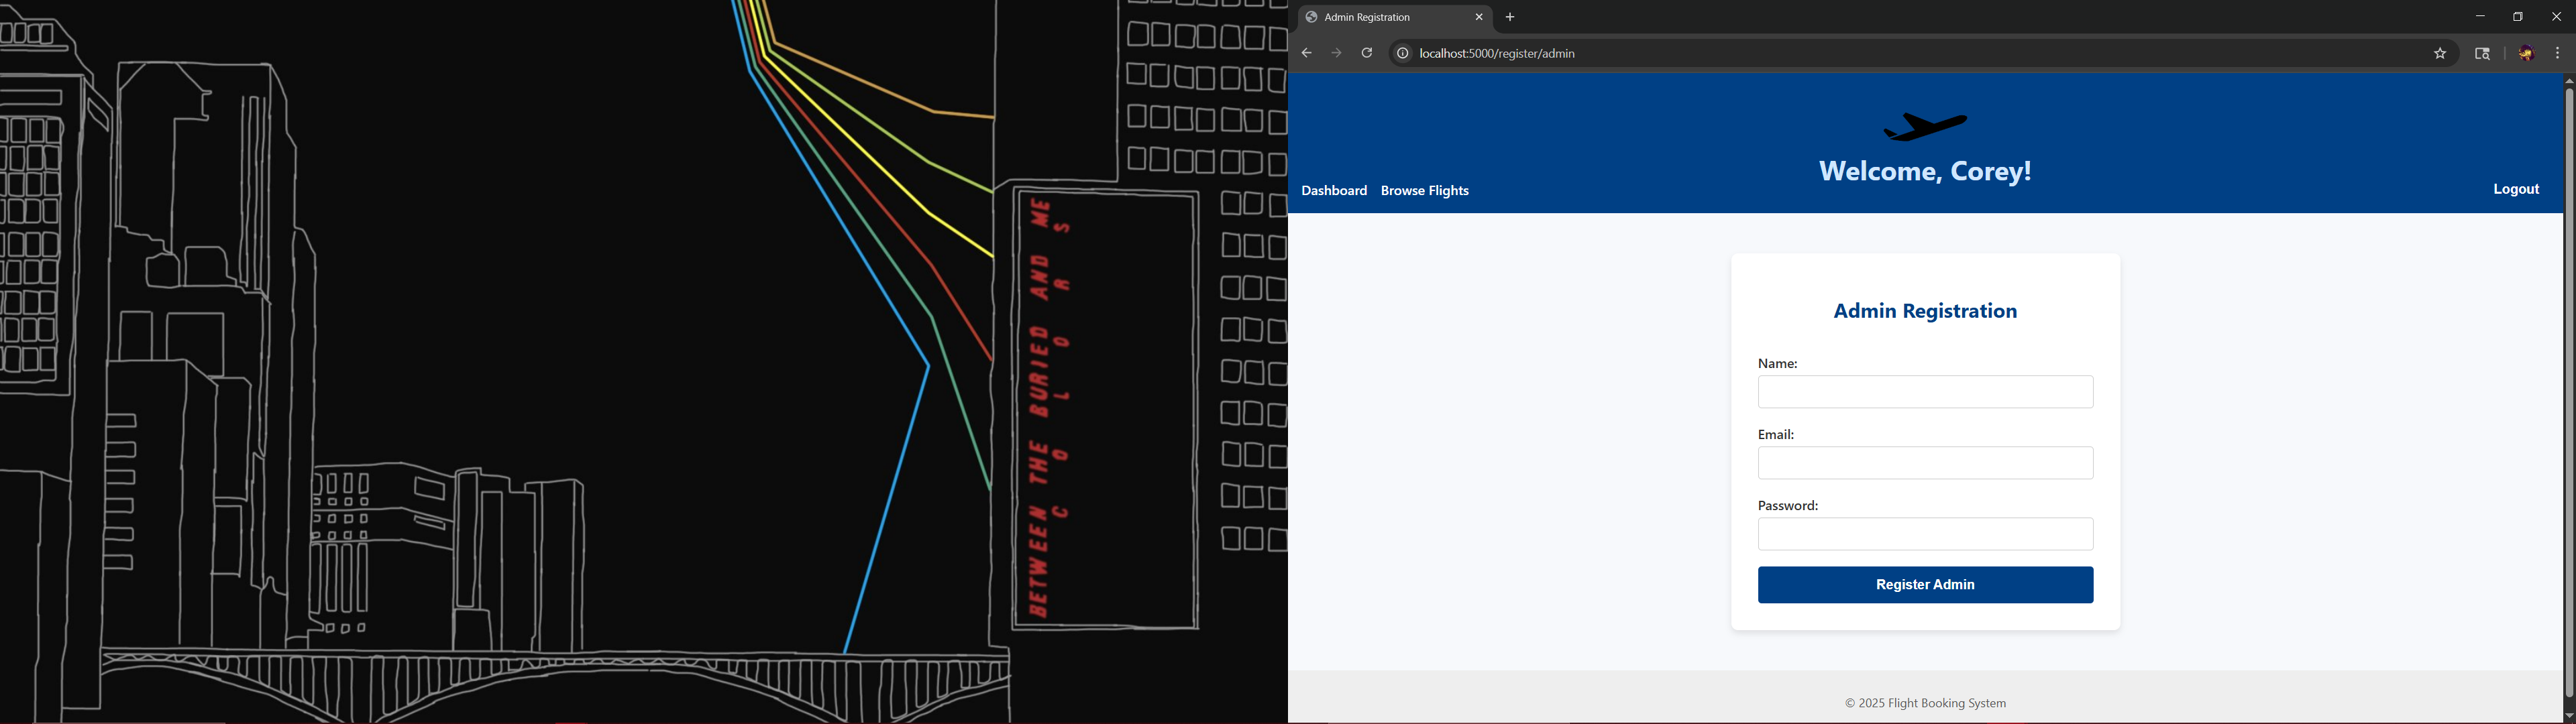 BETWEEN THE BURIED AND ME
COLORS
Admin Registration
localhost:5000/register/admin
Welcome, Corey!
Dashboard Browse Flights
Logout
Admin Registration
Name:
Email:
Password:
Register Admin
© 2025 Flight Booking System